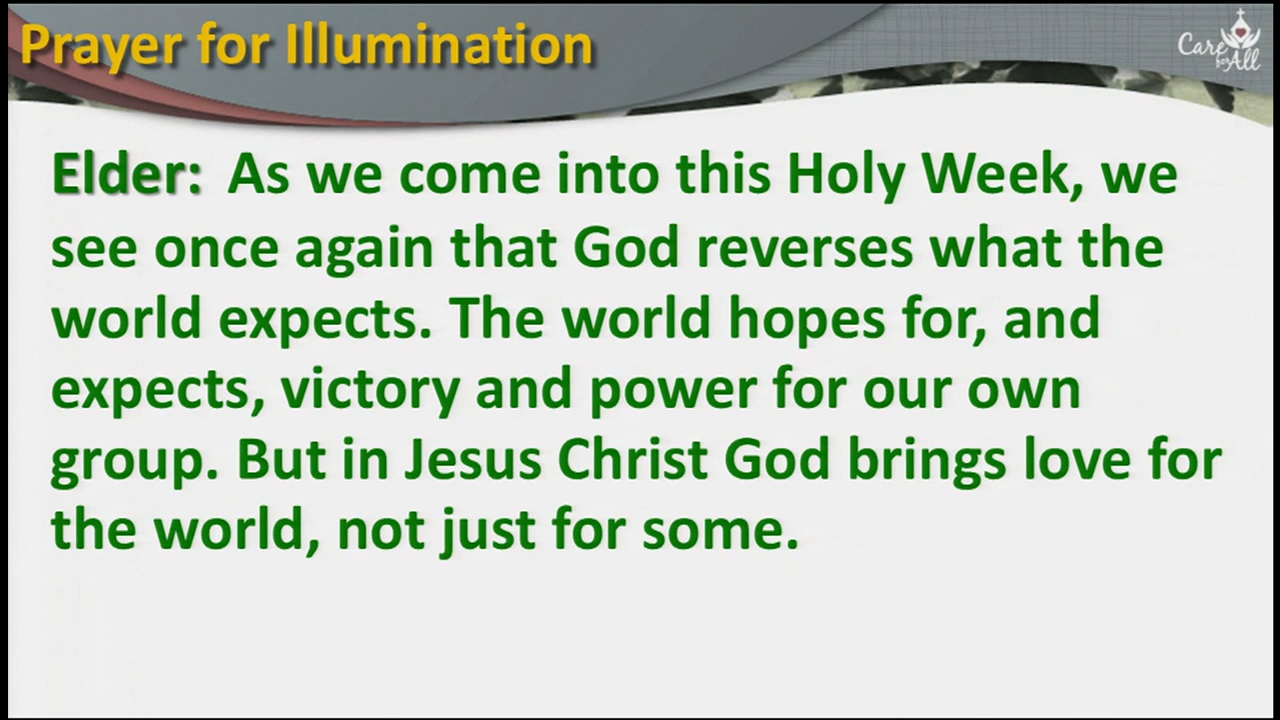 Prayer for Illumination
Care
for All
Elder: As we come into this Holy Week, we
see once again that God reverses what the
world expects. The world hopes for, and
expects, victory and power for our own
group. But in Jesus Christ God brings love for
the world, not just for some.